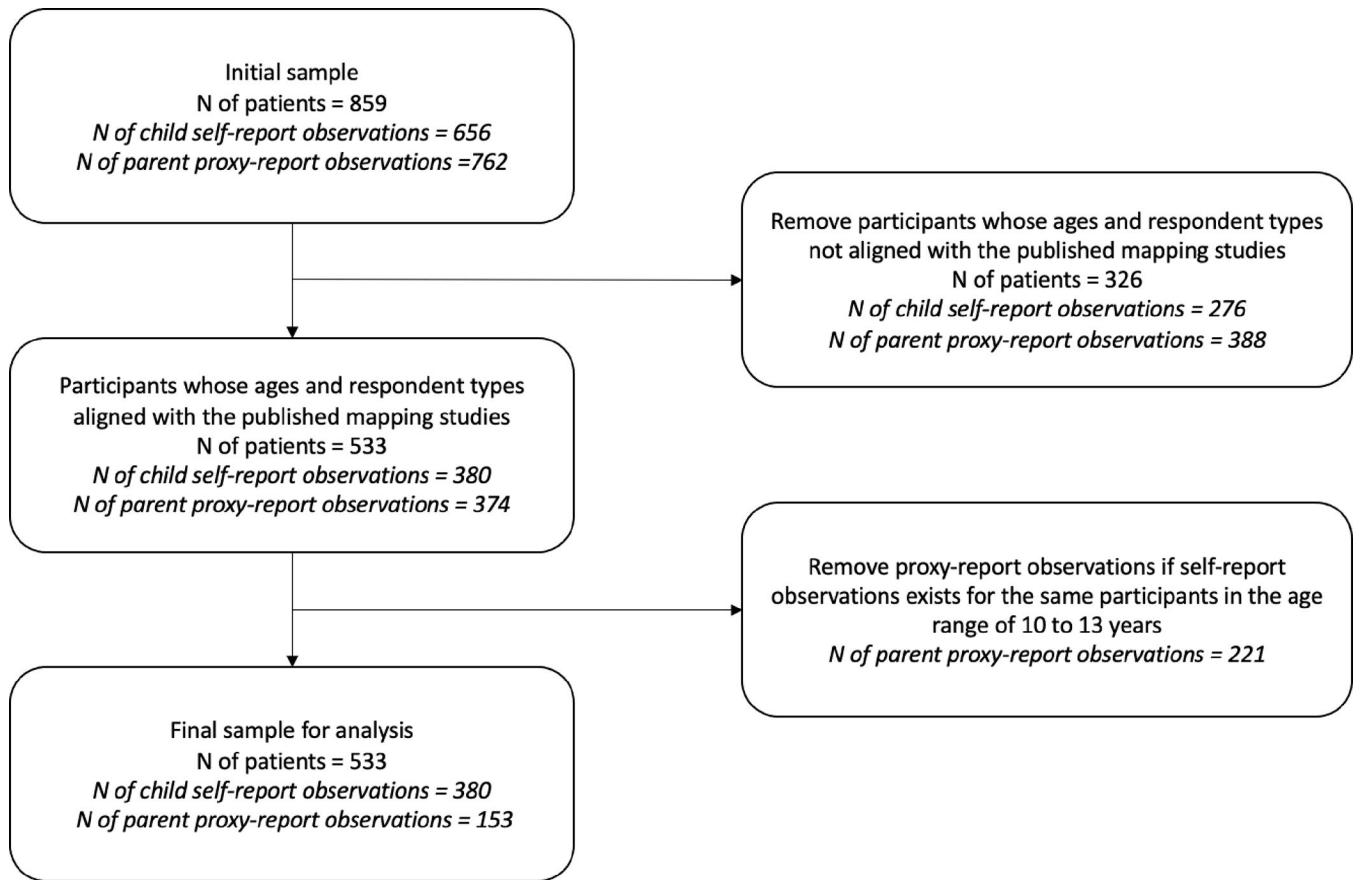 Initial sample
N of patients = 859
N of child self-report observations = 656
N of parent proxy-report observations =762
Remove participants whose ages and respondent types
not aligned with the published mapping studies
N of patients = 326
N of child self-report observations = 276
N of parent proxy-report observations = 388
Participants whose ages and respondent types
aligned with the published mapping studies
N of patients = 533
N of child self-report observations = 380
N of parent proxy-report observations = 374
Remove proxy-report observations if self-report
observations exists for the same participants in the age
range of 10 to 13 years
N of parent proxy-report observations = 221
Final sample for analysis
N of patients = 533
N of child self-report observations = 380
N of parent proxy-report observations = 153